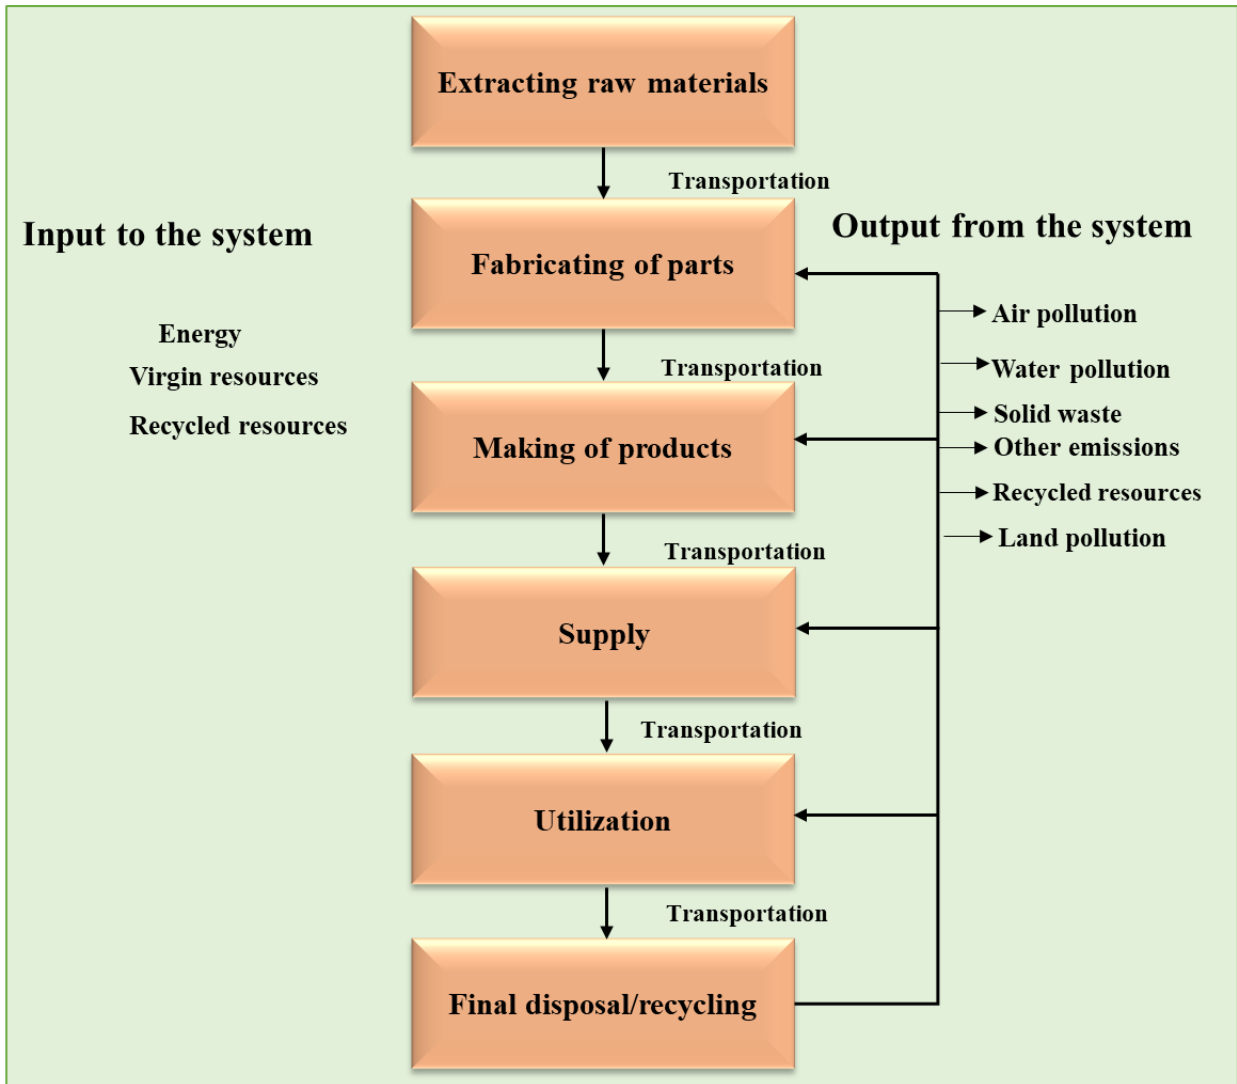 Extracting raw materials
Transportation
Input to the system
Output from the system
Fabricating of parts
Energy
Virgin resources
Recycled resources
Air pollution
Water pollution
Solid waste
Other emissions
Recycled resources
Land pollution
Transportation
Making of products
Transportation
Supply
Transportation
Utilization
Transportation
Final disposal/recycling